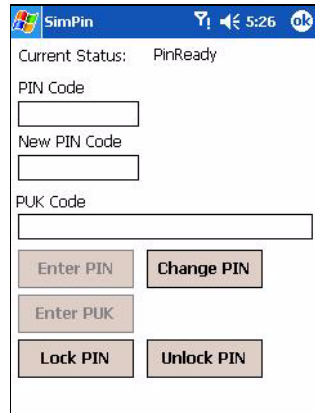 SimPin 5:26 ok
Current Status: PinReady
PIN Code
New PIN Code
PUK Code
Enter PIN Change PIN
Enter PUK
Lock PIN Unlock PIN